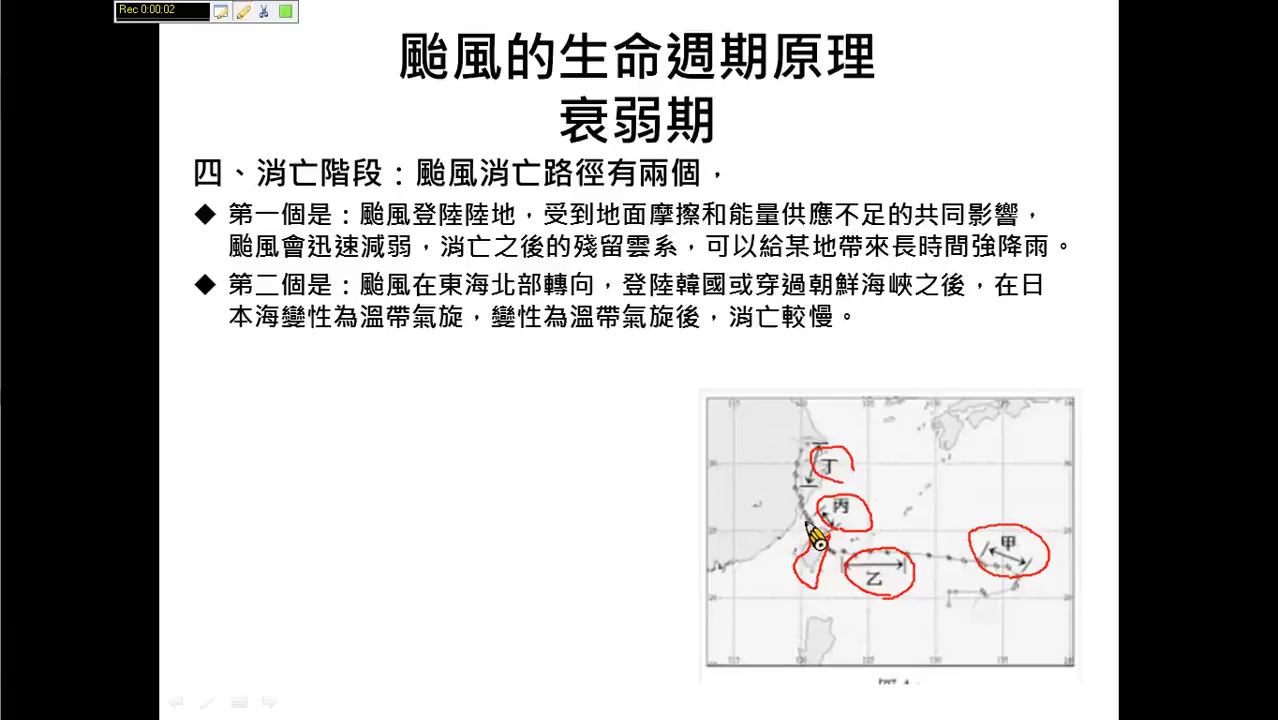 Rec 0:00:02
颱風的生命週期原理
衰弱期
四、消亡階段：颱風消亡路徑有兩個，
◆ 第一個是：颱風登陸陸地，受到地面摩擦和能量供應不足的共同影響，
颱風會迅速減弱，消亡之後的殘留雲系，可以給某地帶來長時間強降雨。
◆ 第二個是：颱風在東海北部轉向，登陸韓國或穿過朝鮮海峽之後，在日
本海變性為溫帶氣旋，變性為溫帶氣旋後，消亡較慢。
丁
丙
甲
乙